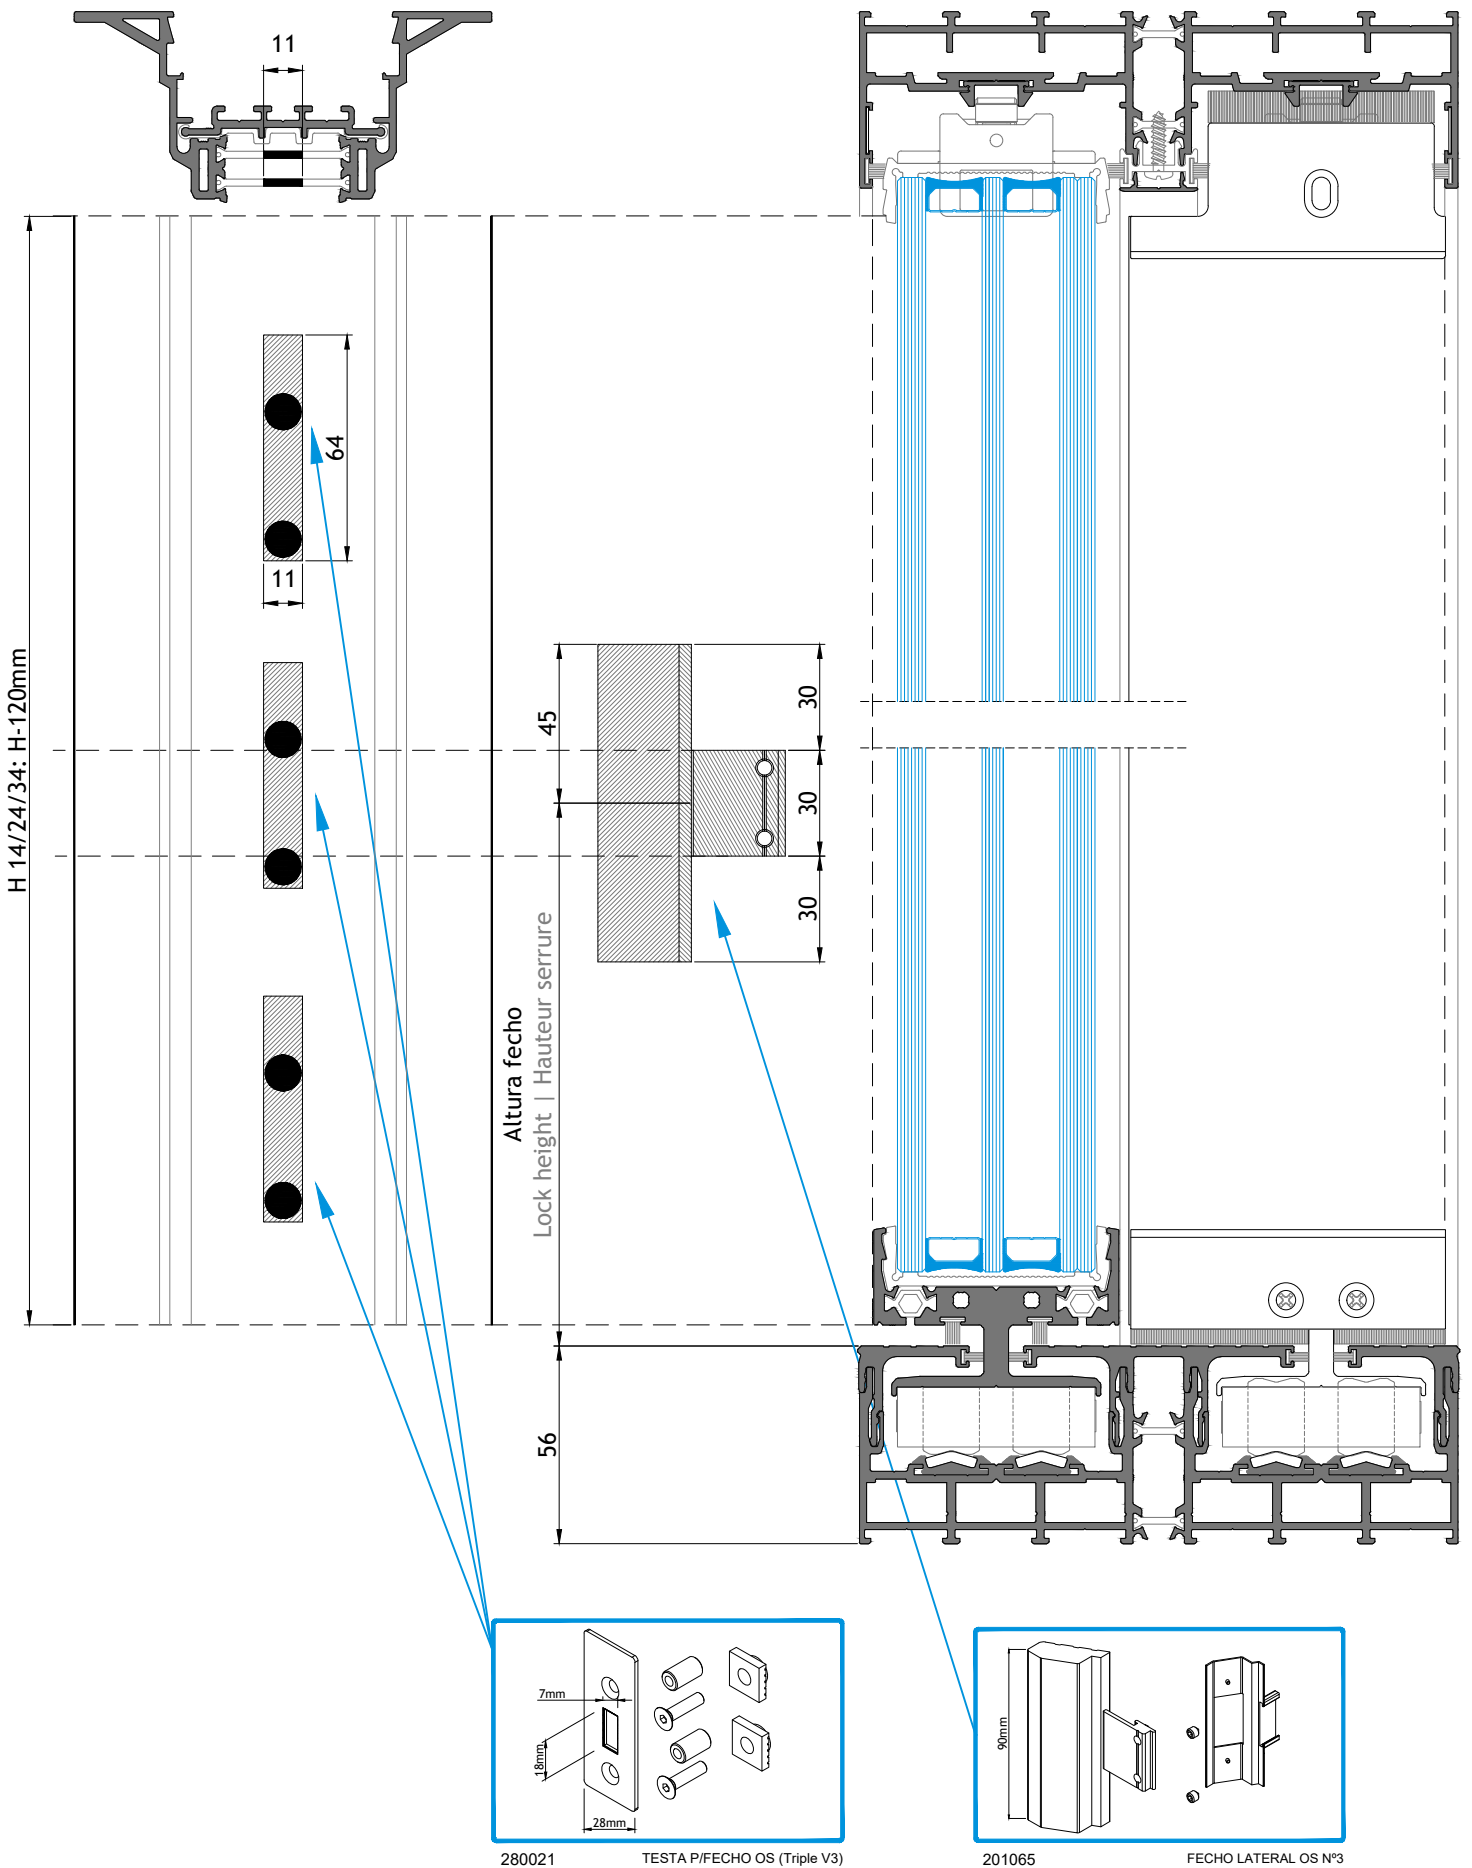 11
64
11
H 14/24/34: H-120mm
45
30
30
30
Altura fecho
Lock height | Hauteur serrure
56
7mm
18mm
28mm
90mm
280021 TESTA P/FECHO OS (Triple V3)
201065 FECHO LATERAL OS Nº3